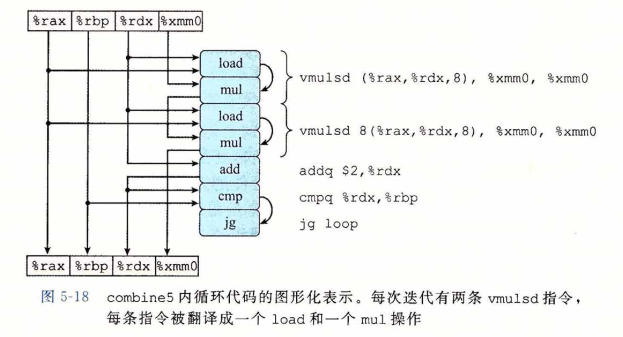 %rax %rbp %rdx %xmm0
load
mul
vmulsd (%rax,%rdx,8), %xmm0, %xmm0
load
mul
vmulsd 8(%rax,%rdx,8), %xmm0, %xmm0
add addq $2,%rdx
cmp cmpq %rdx,%rbp
jg jg loop
%rax %rbp %rdx %xmm0
图 5-18 combine5 内循环代码的图形化表示。每次迭代有两条 vmulsd 指令，
每条指令被翻译成一个 load 和一个 mul 操作